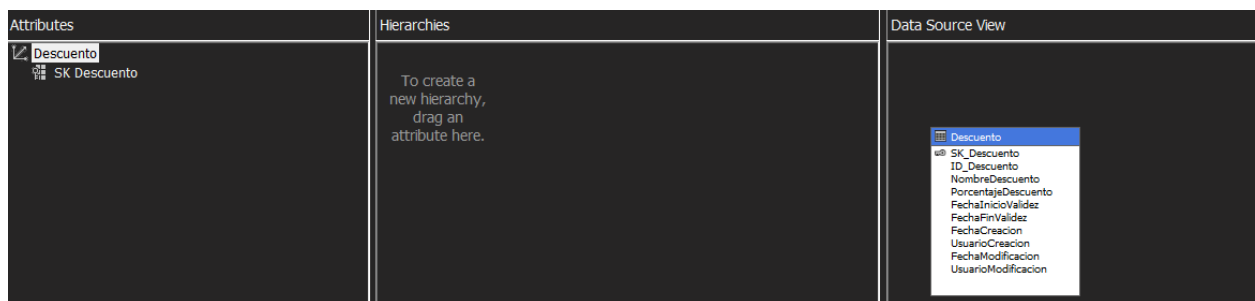 Attributes
Descuento
SK Descuento
Hierarchies
To create a
new hierarchy,
drag an
attribute here.
Data Source View
Descuento
SK_Descuento
ID_Descuento
NombreDescuento
PorcentajeDescuento
FechaInicioValidez
FechaFinValidez
FechaCreacion
UsuarioCreacion
FechaModificacion
UsuarioModificacion